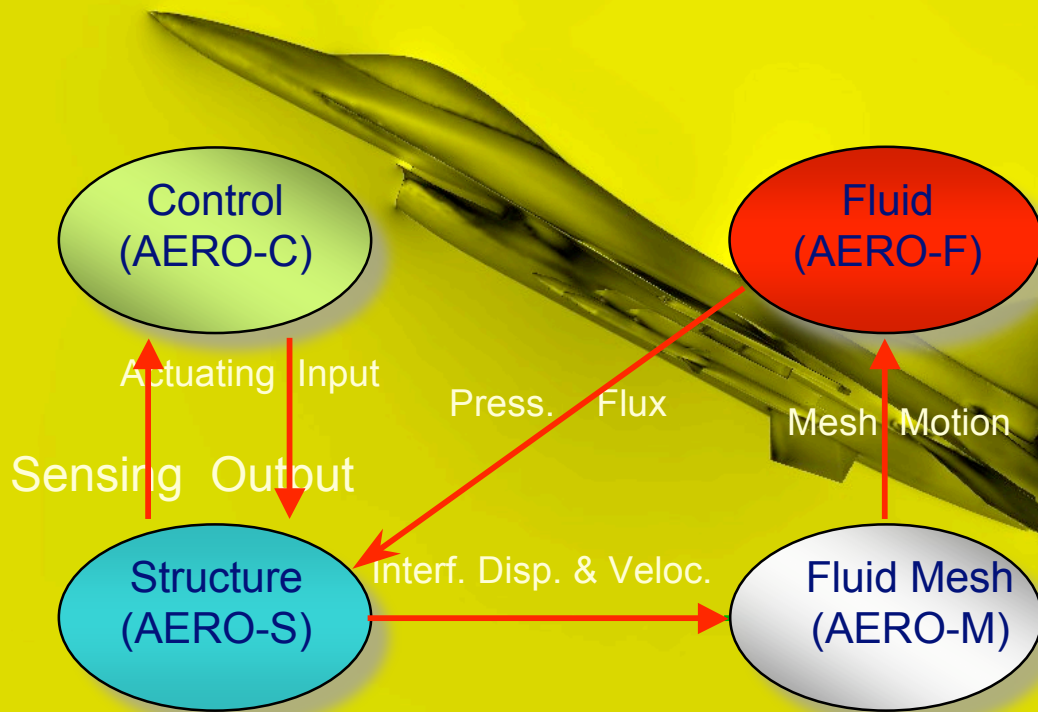 Control
(AERO-C)
Fluid
(AERO-F)
Actuating Input
Press. Flux
Mesh Motion
Sensing Output
Structure
(AERO-S)
Interf. Disp. & Veloc.
Fluid Mesh
(AERO-M)